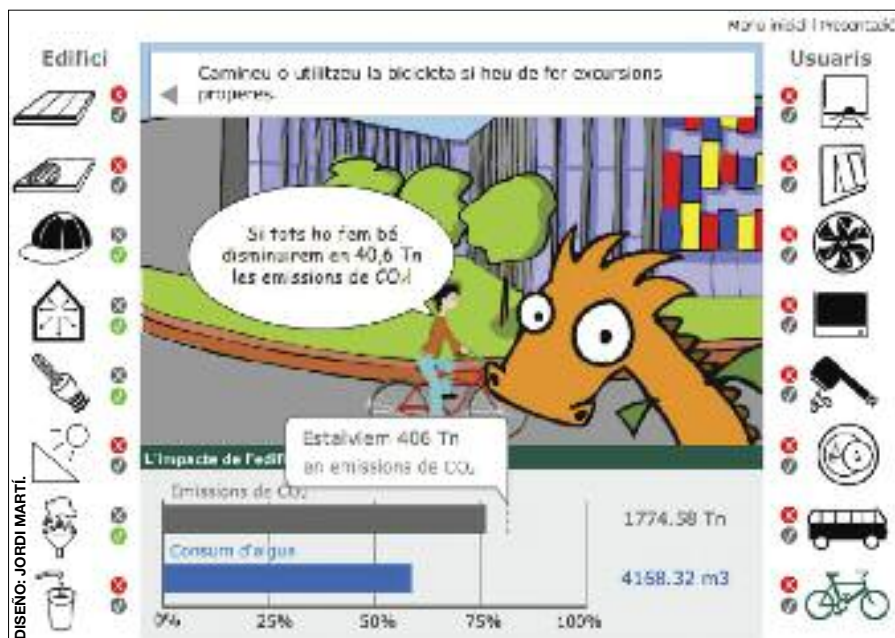 Menu inicial | Presentació
Edifici
Usuaris
Camineu o utilitzeu la bicicleta si heu de fer excursions
properes.
Si tots ho fem bé
disminuirem en 40,6 Tn
les emissions de CO₂!
Estalviem 406 Tn
en emissions de CO₂
L'impacte de l'edifi
Emissions de CO₂
1774.58 Tn
Consum d'aigua
4168.32 m3
0%
25%
50%
75%
100%
DISEÑO: JORDI MARTÍ.